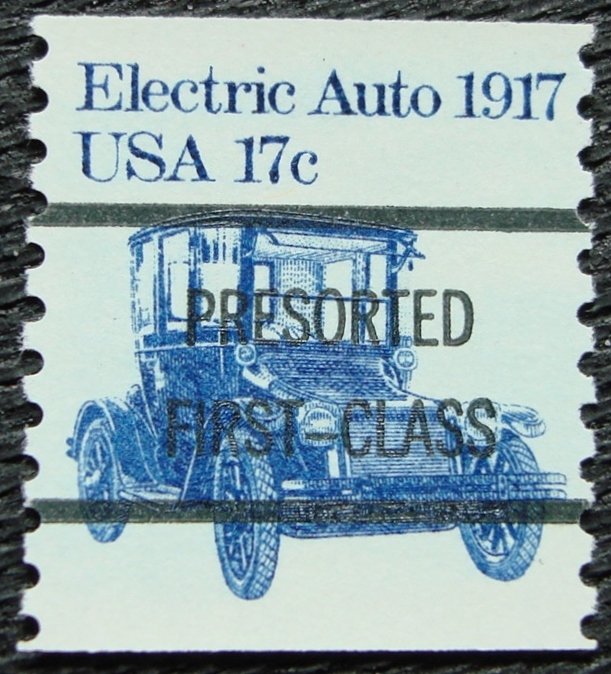 Electric Auto 1917
USA 17c
PRESORTED
FIRST-CLASS